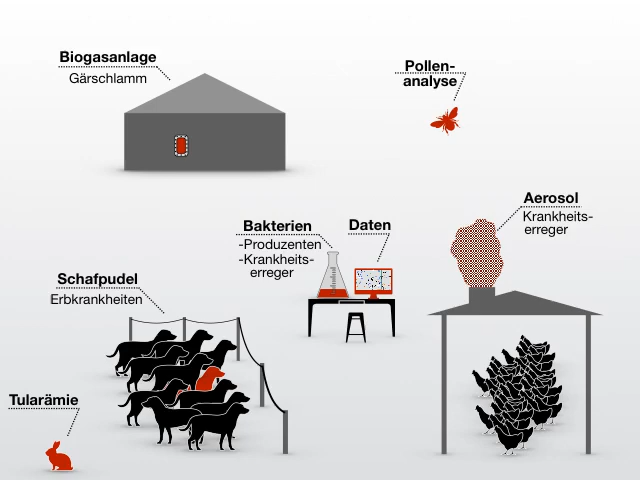 Biogasanlage
Gärschlamm
Pollen-
analyse
Aerosol
Krankheits-
erreger
Bakterien
-Produzenten
-Krankheits-
erreger
Daten
Schafpudel
Erbkrankheiten
Tularämie